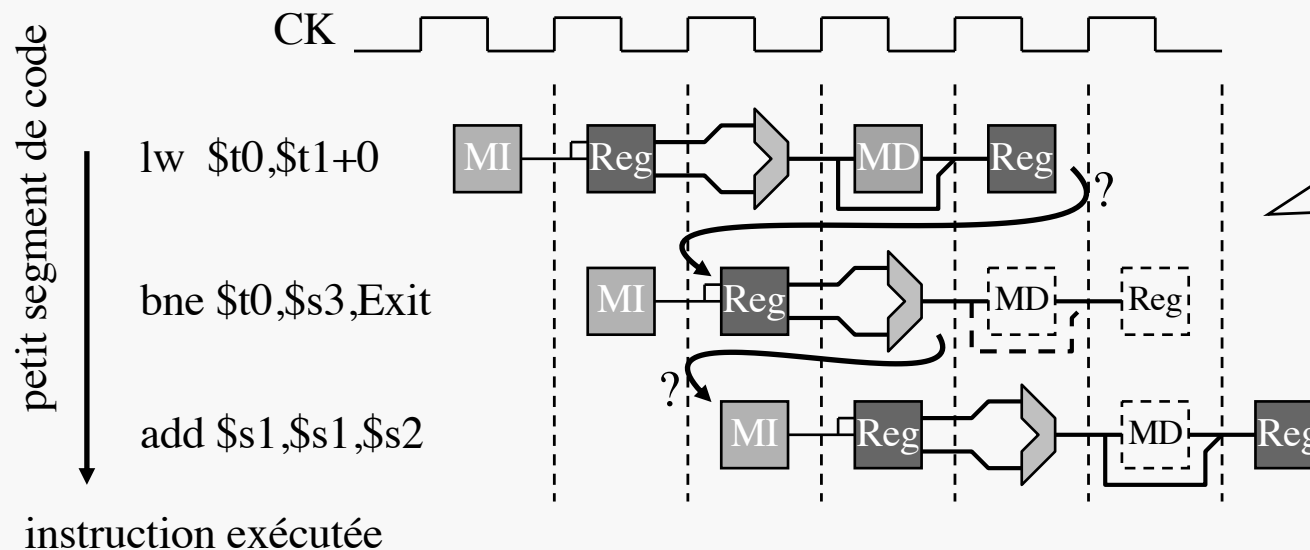 petit segment de code
CK
lw $t0,$t1+0
MI Reg MD Reg
?
bne $t0,$s3,Exit
MI Reg MD Reg
?
add $s1,$s1,$s2
MI Reg MD Reg
instruction exécutée